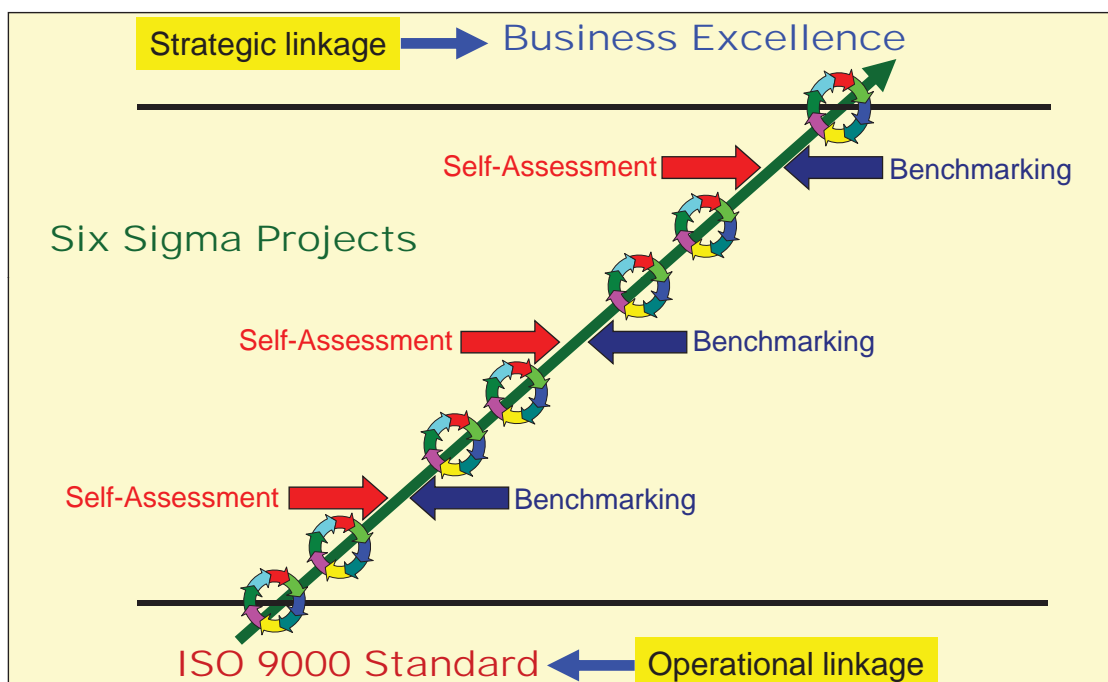 Strategic linkage
Business Excellence
Self-Assessment
Benchmarking
Six Sigma Projects
Self-Assessment
Benchmarking
Self-Assessment
Benchmarking
ISO 9000 Standard
Operational linkage